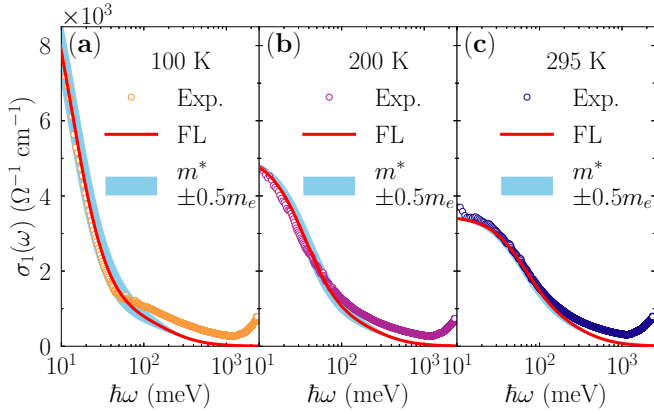 ×10³
(a)
100 K
Exp.
FL
m*
±0.5mₑ
(b)
200 K
Exp.
FL
m*
±0.5mₑ
(c)
295 K
Exp.
FL
m*
±0.5mₑ
σ₁(ω) (Ω⁻¹ cm⁻¹)
8
6
4
2
0
10¹ 10² 10³
10¹ 10² 10³
10¹ 10² 10³
ℏω (meV)
ℏω (meV)
ℏω (meV)